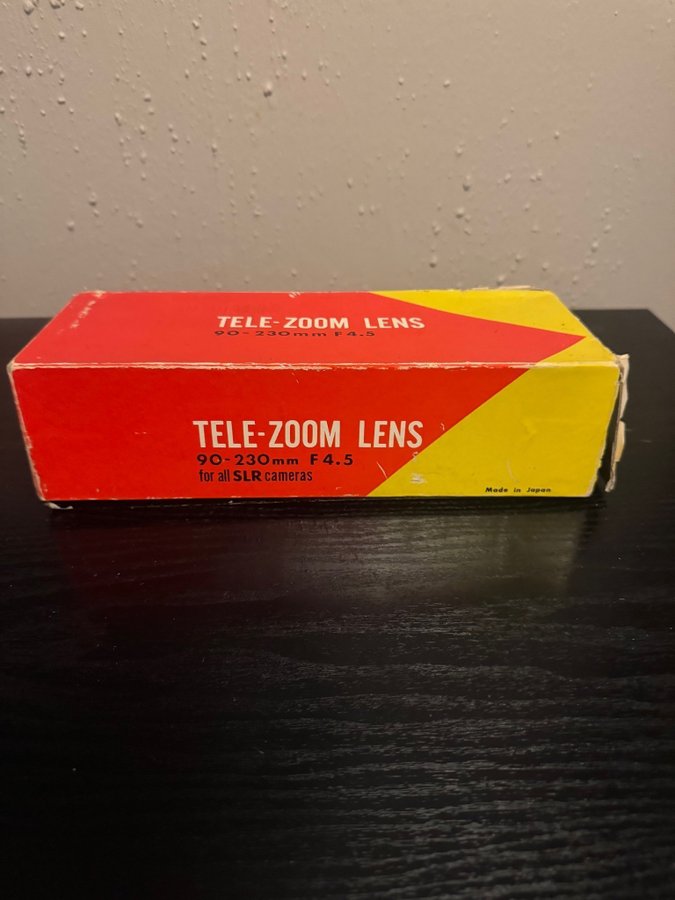 TELE-ZOOM LENS
90-230mm F4.5
TELE-ZOOM LENS
90-230mm F4.5
for all SLR cameras
Made in Japan